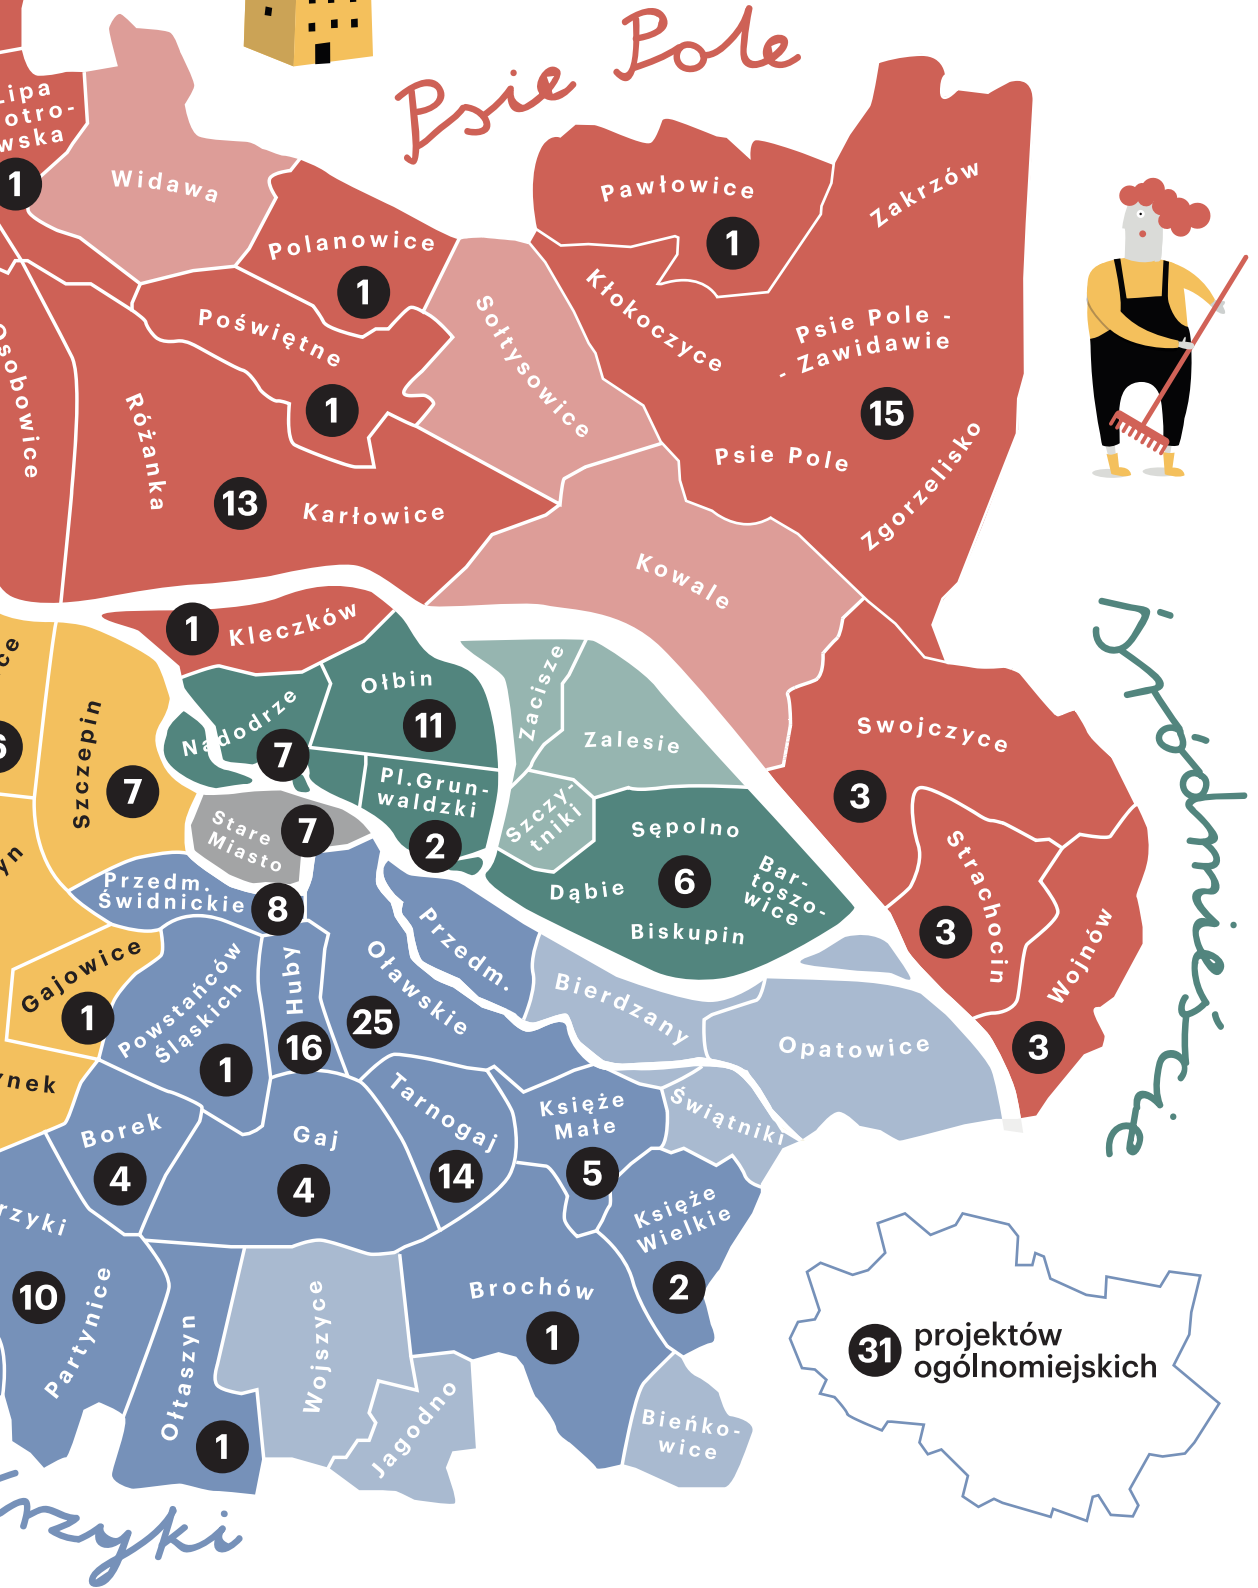 Psie Pole
Lipa
otro-
wska
1
Widawa
Polanowice
1
Pawłowice
1
Zakrzów
Kłokoczyce
Psie Pole -
- Zawidawie
15
Psie Pole
Zgorzelisko
Poświętne
1
Sołtysowice
Osobowice
Różanka
13
Karłowice
Kowale
1
Kleczków
Śródmieście
Ołbin
11
Nadodrze
7
Zacisze
Zalesie
Szczepin
7
Pl.Grun-
waldzki
2
Szczy-
tniki
Stare
Miasto
7
Sępolno
Dąbie
6
Bar-
toszo-
wice
Biskupin
Swojczyce
3
Strachocin
3
Wojnów
3
Przedm.
Świdnickie
8
Gajowice
1
ynek
Powstańców
Śląskich
1
Huby
16
Przedm.
Oławskie
25
Bierdzany
Opatowice
Świątniki
Borek
4
Gaj
4
Tarnogaj
14
Księże
Małe
5
Księże
Wielkie
2
rzyki
10
Partynice
Ołtaszyn
1
Wojszyce
Jagodno
Brochów
1
Bieńko-
wice
31
projektów
ogólnomiejskich
rzyki